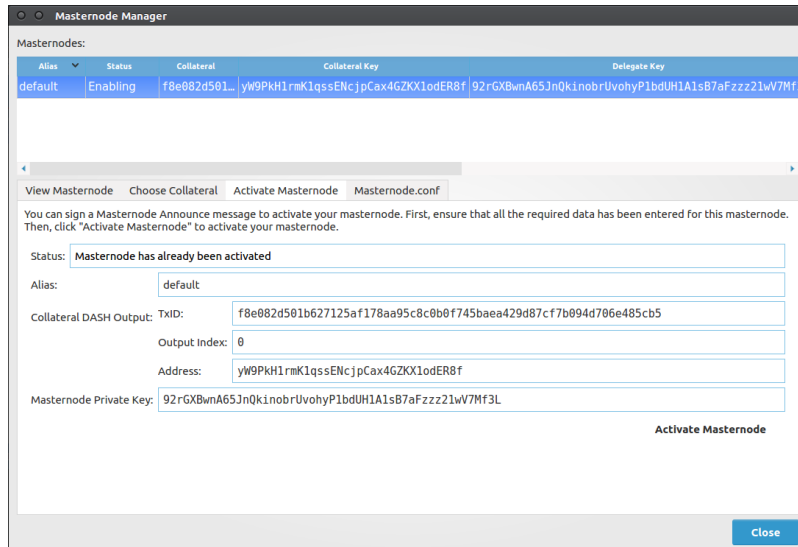 Masternode Manager
Masternodes:
Alias Status Collateral Collateral Key Delegate Key
default Enabling f8e082d501… yW9PkH1rmK1qssENcjpCax4GZKX1odER8f 92rGXBwnA65JnQkinobrUvohyP1bdUH1A1sB7aFzzz21wV7Mf
View Masternode Choose Collateral Activate Masternode Masternode.conf
You can sign a Masternode Announce message to activate your masternode. First, ensure that all the required data has been entered for this masternode.
Then, click "Activate Masternode" to activate your masternode.
Status: Masternode has already been activated
Alias: default
Collateral DASH Output: TxID: f8e082d501b627125af178aa95c8c0b0f745baea429d87cf7b094d706e485cb5
Output Index: 0
Address: yW9PkH1rmK1qssENcjpCax4GZKX1odER8f
Masternode Private Key: 92rGXBwnA65JnQkinobrUvohyP1bdUH1A1sB7aFzzz21wV7Mf3L
Activate Masternode
Close